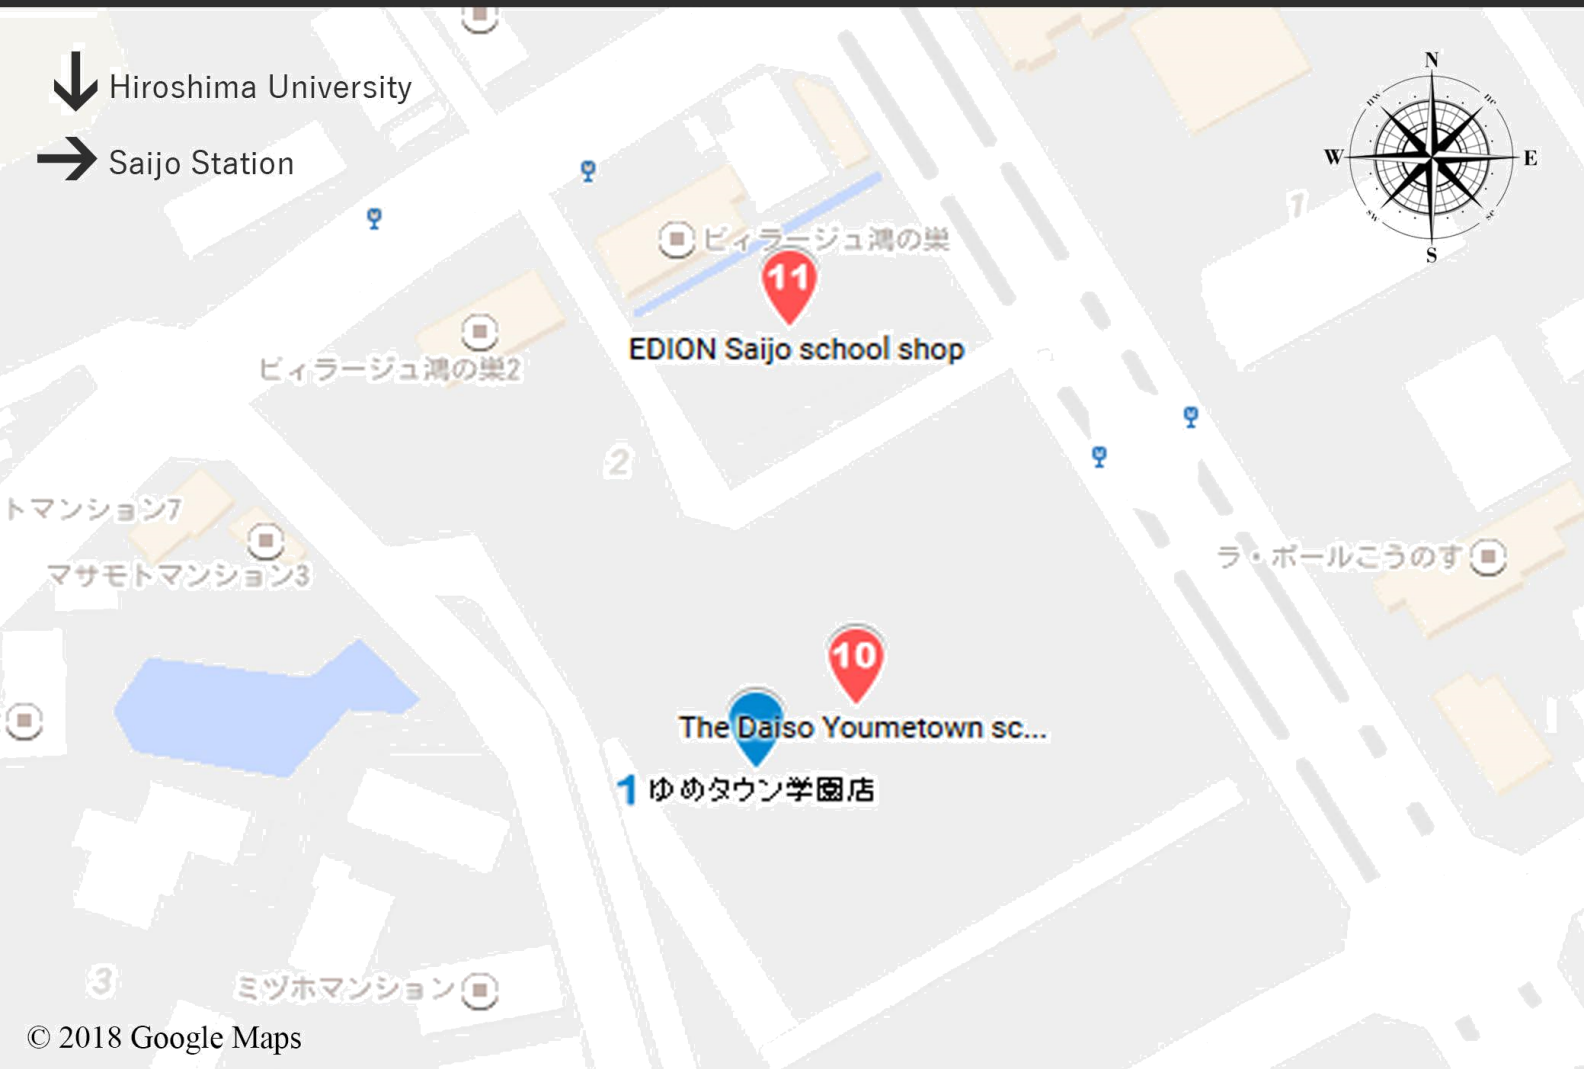 Hiroshima University
Saijo Station
N
nw
ne
W
E
sw
se
S
1
ビィラージュ鴻の巣
11
EDION Saijo school shop
ビィラージュ鴻の巣2
2
トマンション7
マサモトマンション3
ラ・ポールこうのす
10
The Daiso Youmetown sc...
1 ゆめタウン学園店
3
ミヅホマンション
© 2018 Google Maps